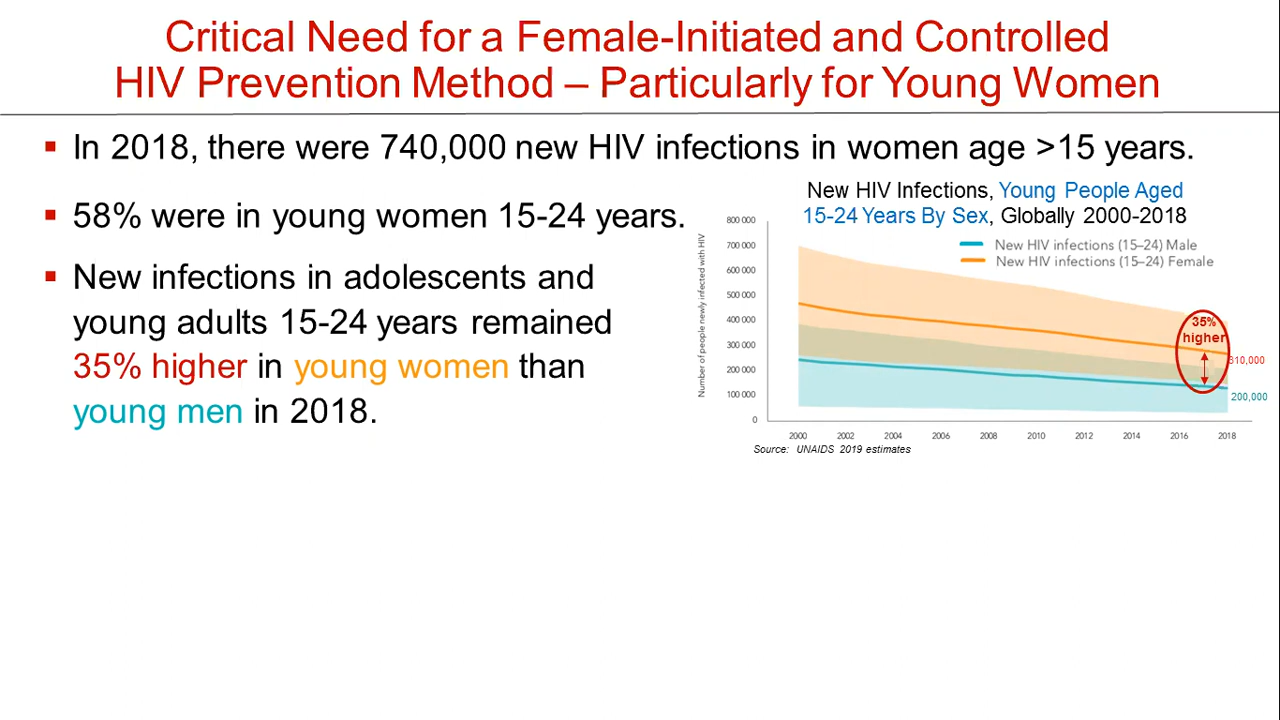 Critical Need for a Female-Initiated and Controlled
HIV Prevention Method – Particularly for Young Women
▪ In 2018, there were 740,000 new HIV infections in women age >15 years.
▪ 58% were in young women 15-24 years.
▪ New infections in adolescents and
young adults 15-24 years remained
35% higher in young women than
young men in 2018.
New HIV Infections, Young People Aged
15-24 Years By Sex, Globally 2000-2018
New HIV infections (15–24) Male
New HIV infections (15–24) Female
Number of people newly infected with HIV
800 000
700 000
600 000
500 000
400 000
300 000
200 000
100 000
0
35%
higher
310,000
200,000
2000 2002 2004 2006 2008 2010 2012 2014 2016 2018
Source: UNAIDS 2019 estimates